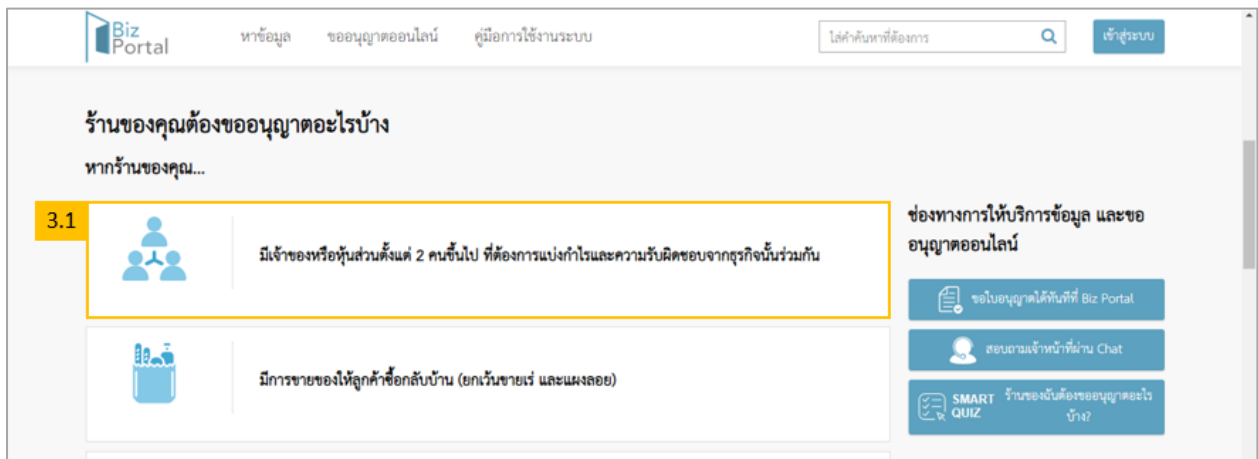 Biz
Portal
หาข้อมูล
ขออนุญาตออนไลน์
คู่มือการใช้งานระบบ
ใส่คำค้นหาที่ต้องการ
เข้าสู่ระบบ
ร้านของคุณต้องขออนุญาตอะไรบ้าง
หากร้านของคุณ...
3.1
มีเจ้าของหรือหุ้นส่วนตั้งแต่ 2 คนขึ้นไป ที่ต้องการแบ่งกำไรและความรับผิดชอบจากธุรกิจนั้นร่วมกัน
มีการขายของให้ลูกค้าซื้อกลับบ้าน (ยกเว้นขายเร่ และแผงลอย)
ช่องทางการให้บริการข้อมูล และขอ
อนุญาตออนไลน์
ขอใบอนุญาตได้ทันทีที่ Biz Portal
สอบถามเจ้าหน้าที่ผ่าน Chat
SMART
QUIZ
ร้านของฉันต้องขออนุญาตอะไร
บ้าง?